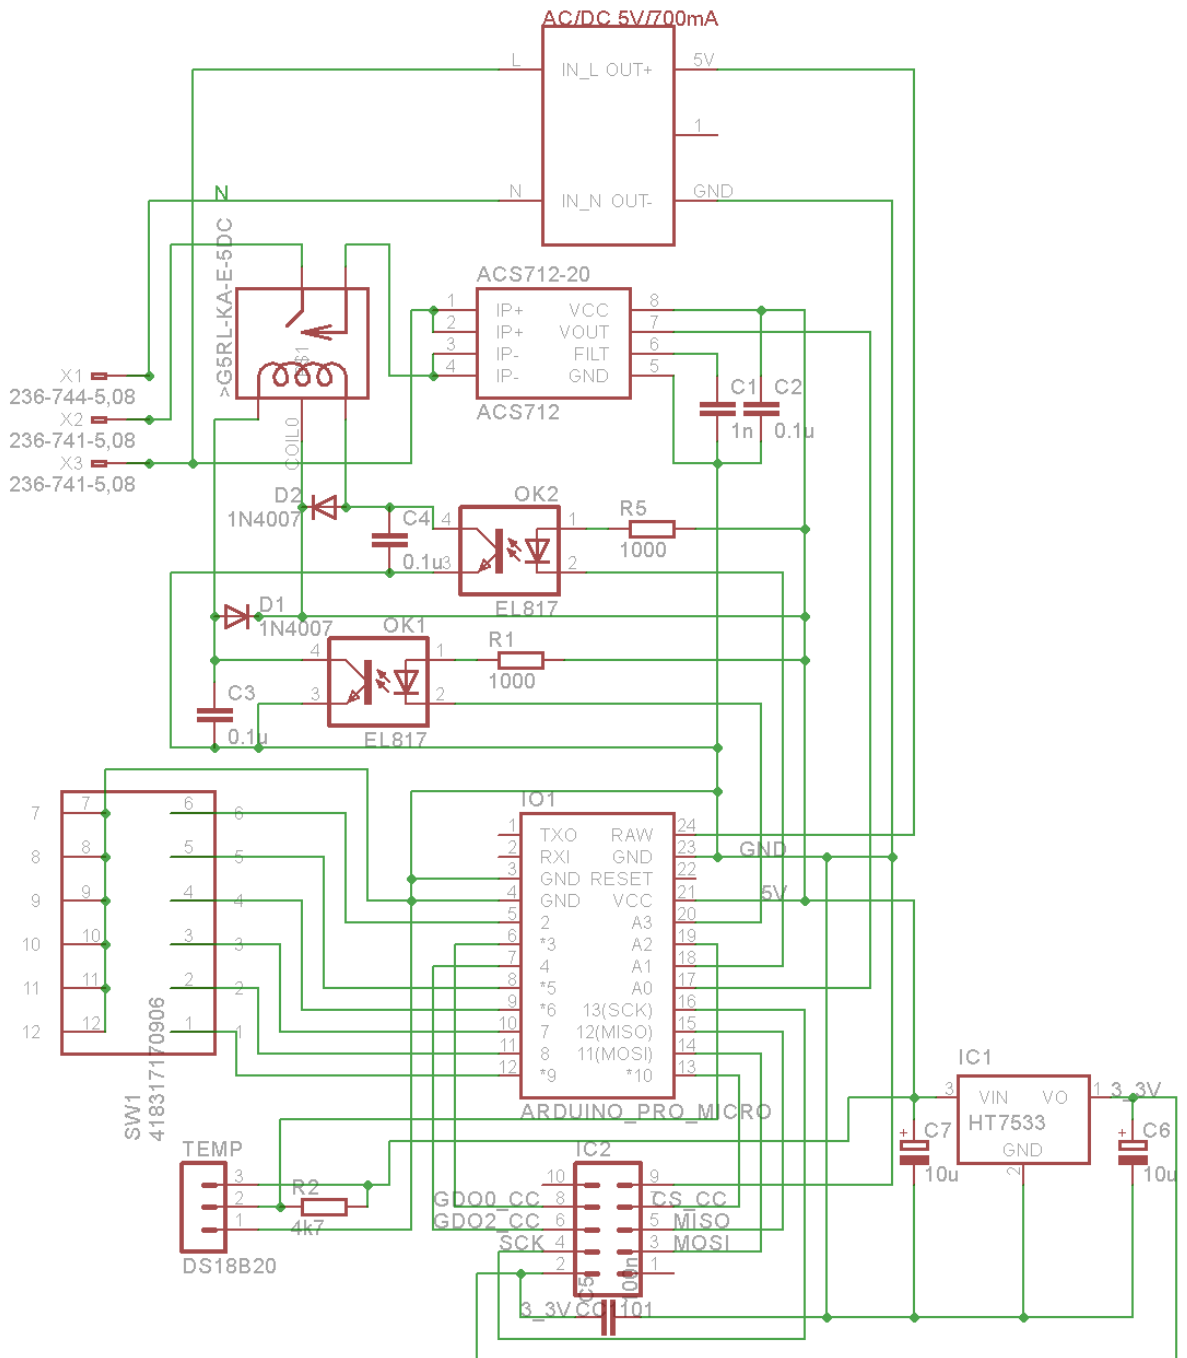 AC/DC 5V/700mA
L
IN_L OUT+
5V
1
N
N
IN_N OUT-
GND
>G5RL-KA-E-5DC
COIL0
ACS712-20
1
IP+
VCC
8
2
IP+
VOUT
7
3
IP-
FILT
6
4
IP-
GND
5
ACS712
C1
1n
C2
0.1u
X1
236-744-5,08
X2
236-741-5,08
X3
236-741-5,08
D2
1N4007
C4
0.1u
OK2
4
3
1
2
EL817
R5
1000
D1
1N4007
OK1
4
3
1
2
EL817
R1
1000
C3
0.1u
7
7
6
6
8
8
5
5
9
9
4
4
10
10
3
3
11
11
2
2
12
12
1
1
SW1
418317170906
IO1
1
TXO
RAW
24
2
RXI
GND
23
GND
3
GND
RESET
22
4
GND
VCC
21
5V
5
2
A3
20
6
*3
A2
19
7
4
A1
18
8
*5
A0
17
9
*6
13(SCK)
16
10
7
12(MISO)
15
11
8
11(MOSI)
14
12
*9
*10
13
ARDUINO_PRO_MICRO
IC1
3
VIN
VO
1
3_3V
HT7533
GND
2
C7
+
10u
C6
+
10u
TEMP
3
2
1
DS18B20
R2
4k7
IC2
10
9
GDO0_CC
8
7
CS_CC
GDO2_CC
6
5
MISO
SCK
4
3
MOSI
2
1
C5
100n
3_3V
CC1101